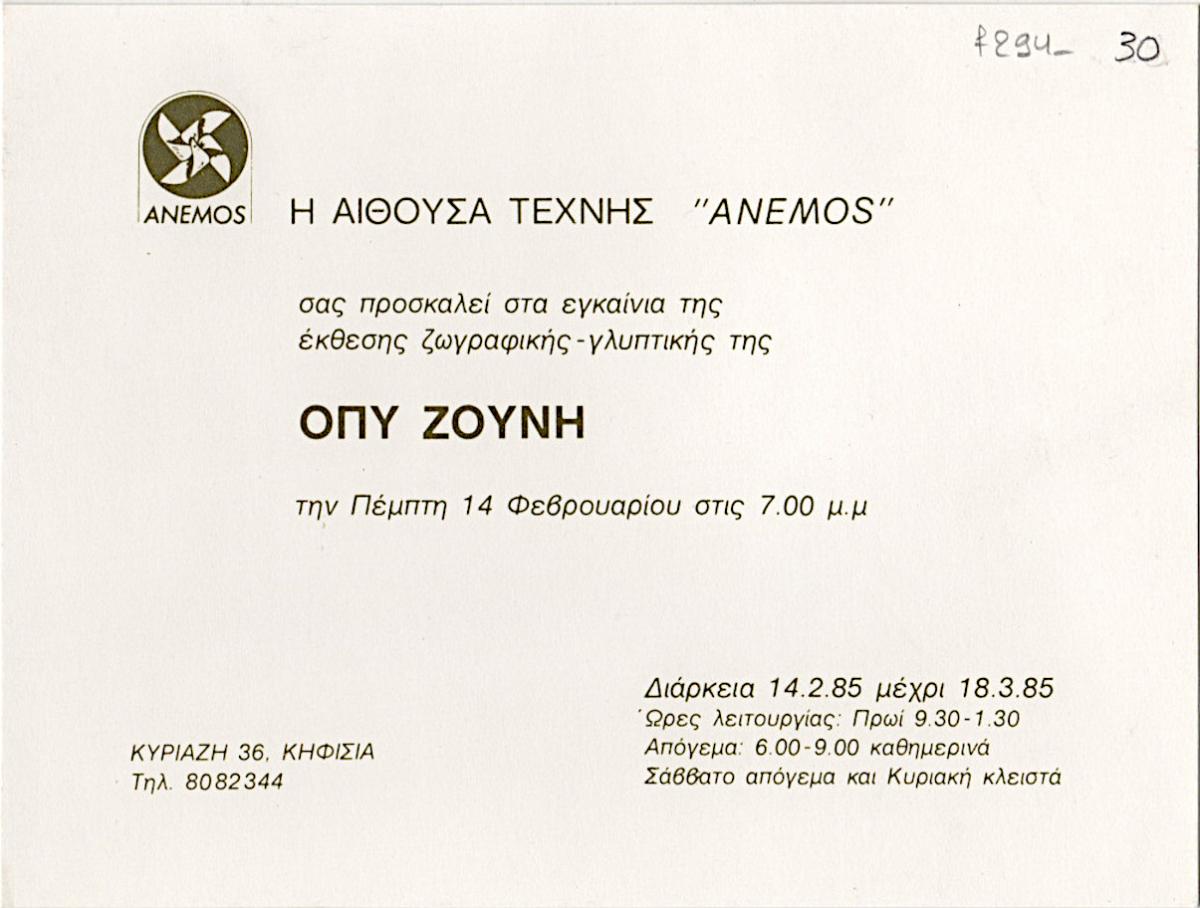 30
ANEMOS
Η ΑΙΘΟΥΣΑ ΤΕΧΝΗΣ "ANEMOS"
σας προσκαλεί στα εγκαίνια της
έκθεσης ζωγραφικής-γλυπτικής της
ΟΠΥ ΖΟΥΝΗ
την Πέμπτη 14 Φεβρουαρίου στις 7.00 μ.μ
Διάρκεια 14.2.85 μέχρι 18.3.85
Ώρες λειτουργίας: Πρωί 9.30-1.30
Απόγεμα: 6.00-9.00 καθημερινά
Σάββατο απόγεμα και Κυριακή κλειστά
ΚΥΡΙΑΖΗ 36, ΚΗΦΙΣΙΑ
Τηλ. 8082344